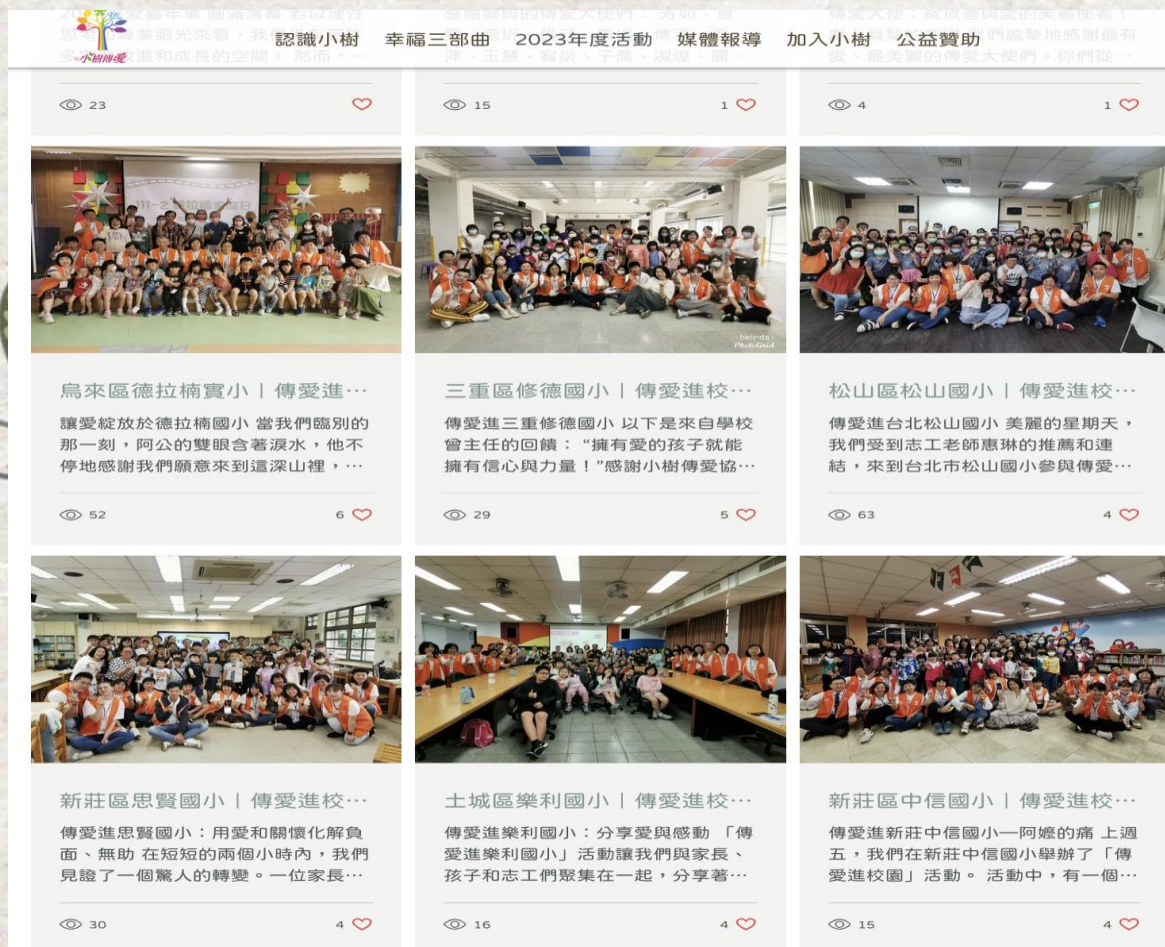 認識小樹 幸福三部曲 2023年度活動 媒體報導 加入小樹 公益贊助
小樹傳愛
23
15 1
4 1
烏來區德拉楠實小 | 傳愛進…
讓愛綻放於德拉楠國小 當我們臨別的
那一刻,阿公的雙眼含著淚水,他不
停地感謝我們願意來到這深山裡,…
52 6
belinda
PhotoGrid
三重區修德國小 | 傳愛進校…
傳愛進三重修德國小 以下是來自學校
曾主任的回饋: “擁有愛的孩子就能
擁有信心與力量!”感謝小樹傳愛協…
29 5
松山區松山國小 | 傳愛進校…
傳愛進台北松山國小 美麗的星期天,
我們受到志工老師惠琳的推薦和連
結,來到台北市松山國小參與傳愛…
63 4
新莊區思賢國小 | 傳愛進校…
傳愛進思賢國小:用愛和關懷化解負
面、無助 在短短的兩個小時內,我們
見證了一個驚人的轉變。一位家長…
30 4
土城區樂利國小 | 傳愛進校…
傳愛進樂利國小:分享愛與感動 「傳
愛進樂利國小」活動讓我們與家長、
孩子和志工們聚集在一起,分享著…
16 4
新莊區中信國小 | 傳愛進校…
傳愛進新莊中信國小—阿嬤的痛 上週
五,我們在新莊中信國小舉辦了「傳
愛進校園」活動。 活動中,有一個…
15 4